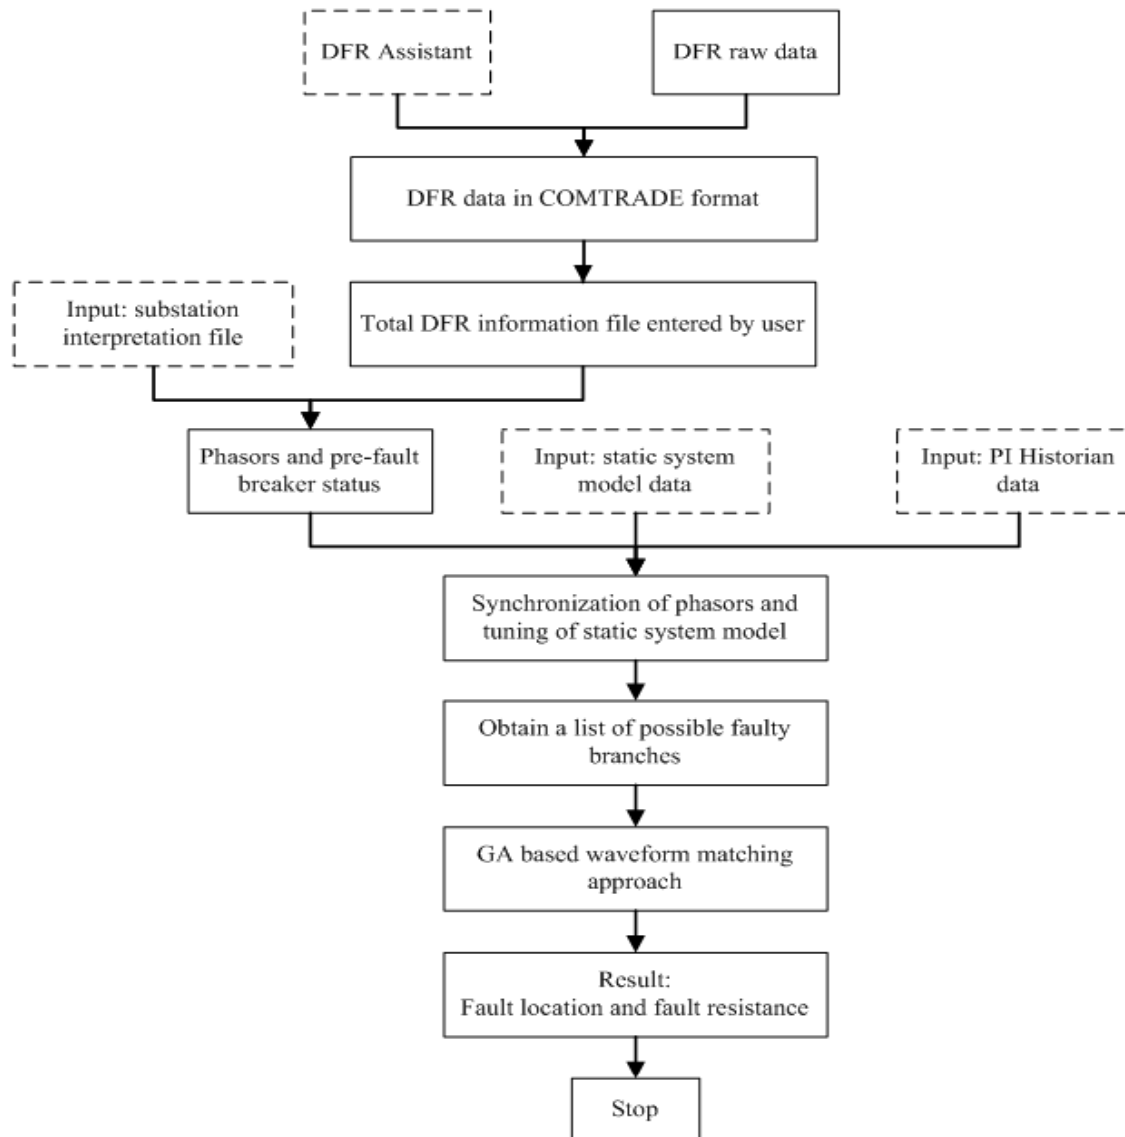 DFR Assistant
DFR raw data
DFR data in COMTRADE format
Input: substation
interpretation file
Total DFR information file entered by user
Phasors and pre-fault
breaker status
Input: static system
model data
Input: PI Historian
data
Synchronization of phasors and
tuning of static system model
Obtain a list of possible faulty
branches
GA based waveform matching
approach
Result:
Fault location and fault resistance
Stop